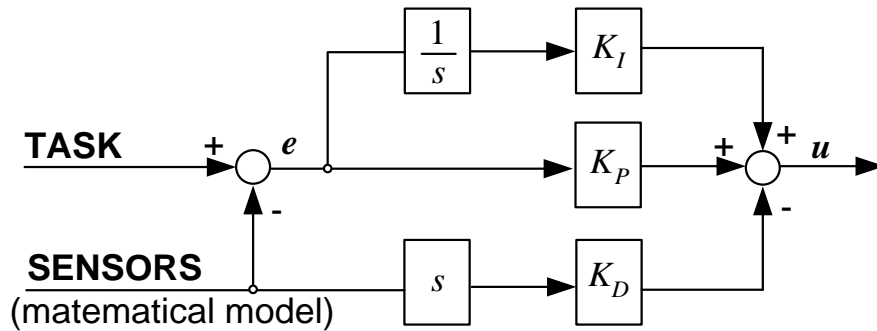 1
s
K_I
TASK
+
e
+
+
K_P
u
-
-
SENSORS
(matematical model)
s
K_D